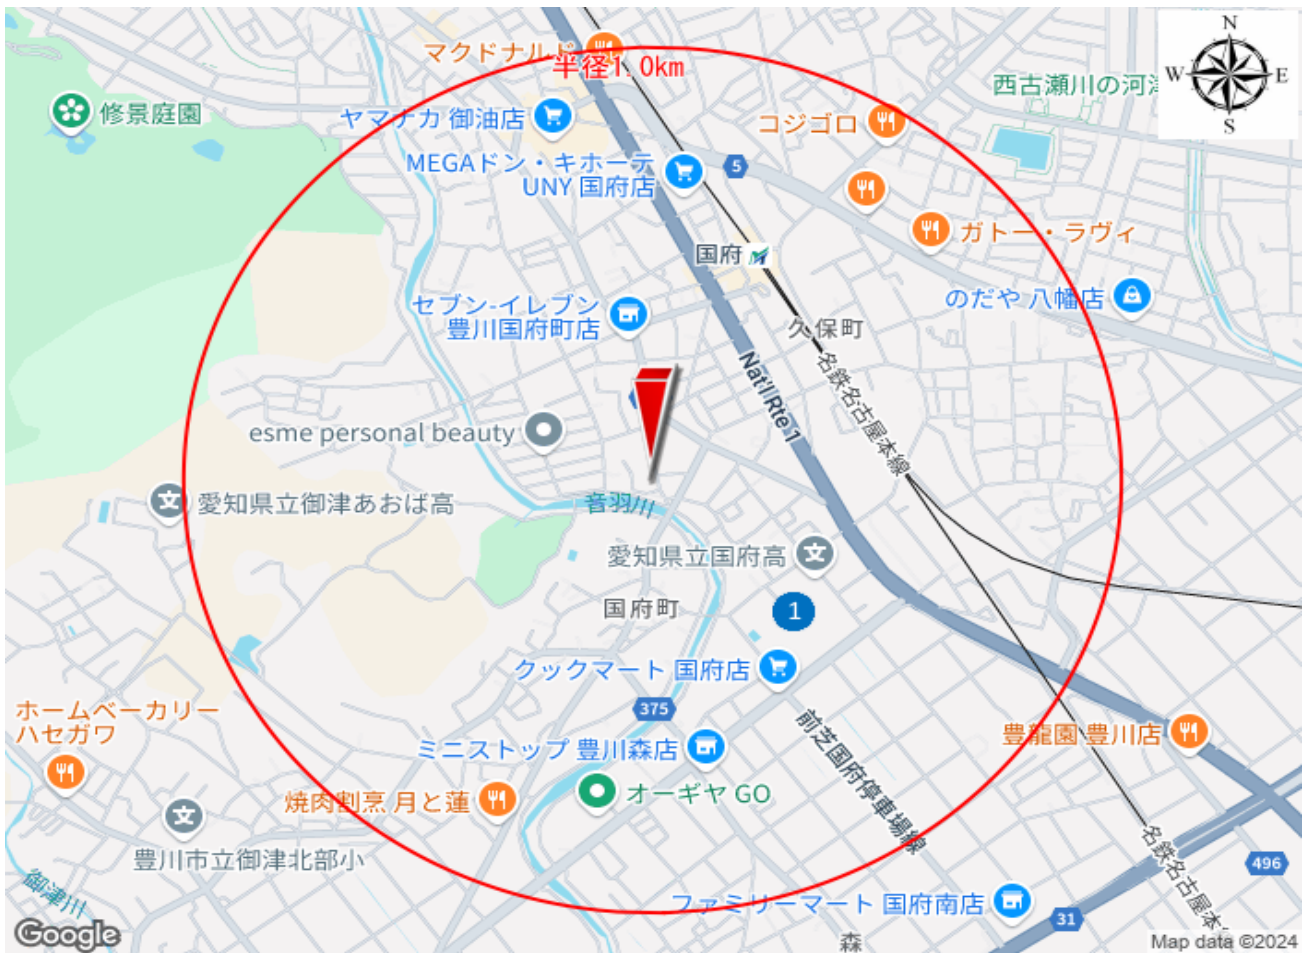 マクドナルド
半径1.0km
N
W
E
S
西古瀬川の河津
修景庭園
ヤマナカ 御油店
コジゴロ
MEGAドン・キホーテ
UNY 国府店
5
国府
ガトー・ラヴィ
セブン-イレブン
豊川国府町店
のだや 八幡店
久保町
Nat'l Rte 1
名鉄名古屋本線
esme personal beauty
愛知県立御津あおば高
音羽川
愛知県立国府高
国府町
1
クックマート 国府店
375
ホームベーカリー
ハセガワ
前芝国府停車場線
豊龍園 豊川店
ミニストップ 豊川森店
焼肉割烹 月と蓮
オーギヤ GO
豊川市立御津北部小
名鉄名古屋本線
496
御津川
ファミリーマート 国府南店
31
森
Google
Map data ©2024